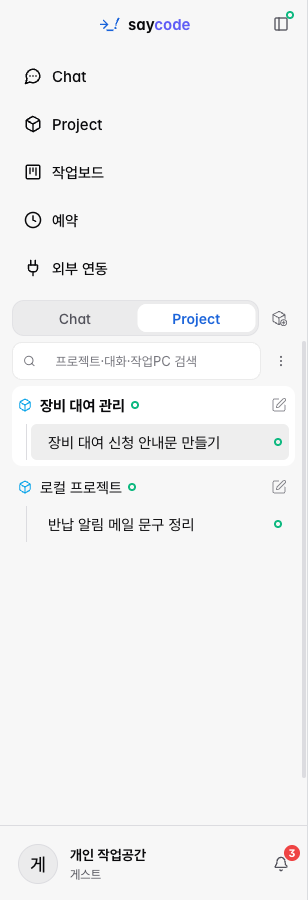 saycode
Chat
Project
작업보드
예약
외부 연동
Chat Project
프로젝트·대화·작업PC 검색
장비 대여 관리
장비 대여 신청 안내문 만들기
로컬 프로젝트
반납 알림 메일 문구 정리
게 개인 작업공간
게스트
3